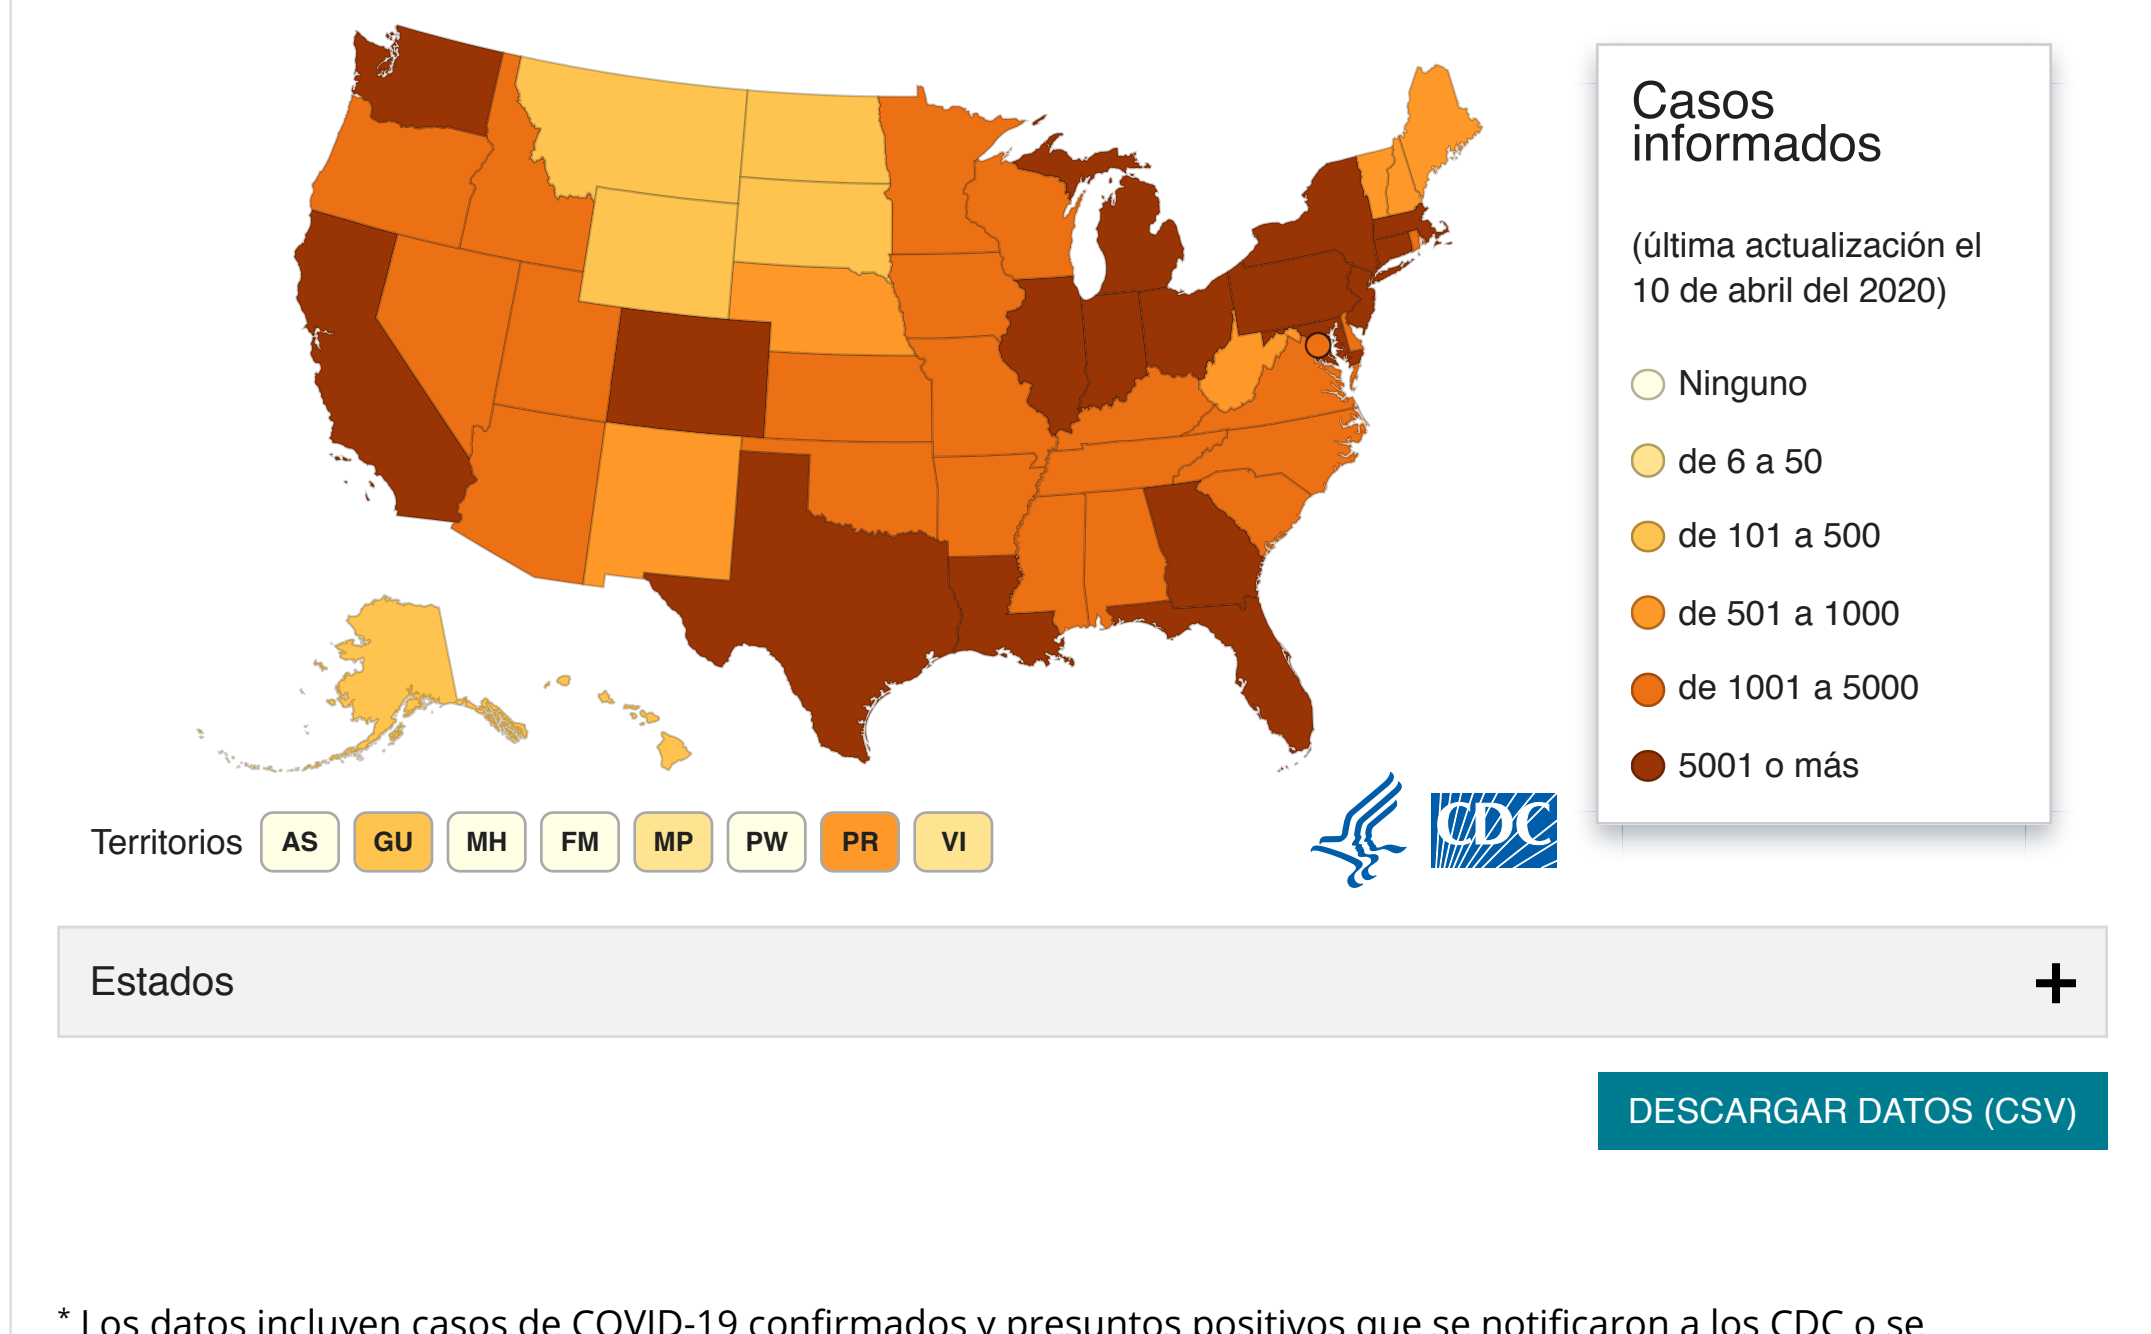 Casos
informados
(última actualización el
10 de abril del 2020)
Ninguno
de 6 a 50
de 101 a 500
de 501 a 1000
de 1001 a 5000
5001 o más
Territorios AS GU MH FM MP PW PR VI
CDC
Estados
DESCARGAR DATOS (CSV)
* Los datos incluyen casos de COVID-19 confirmados y presuntos positivos que se notificaron a los CDC o se